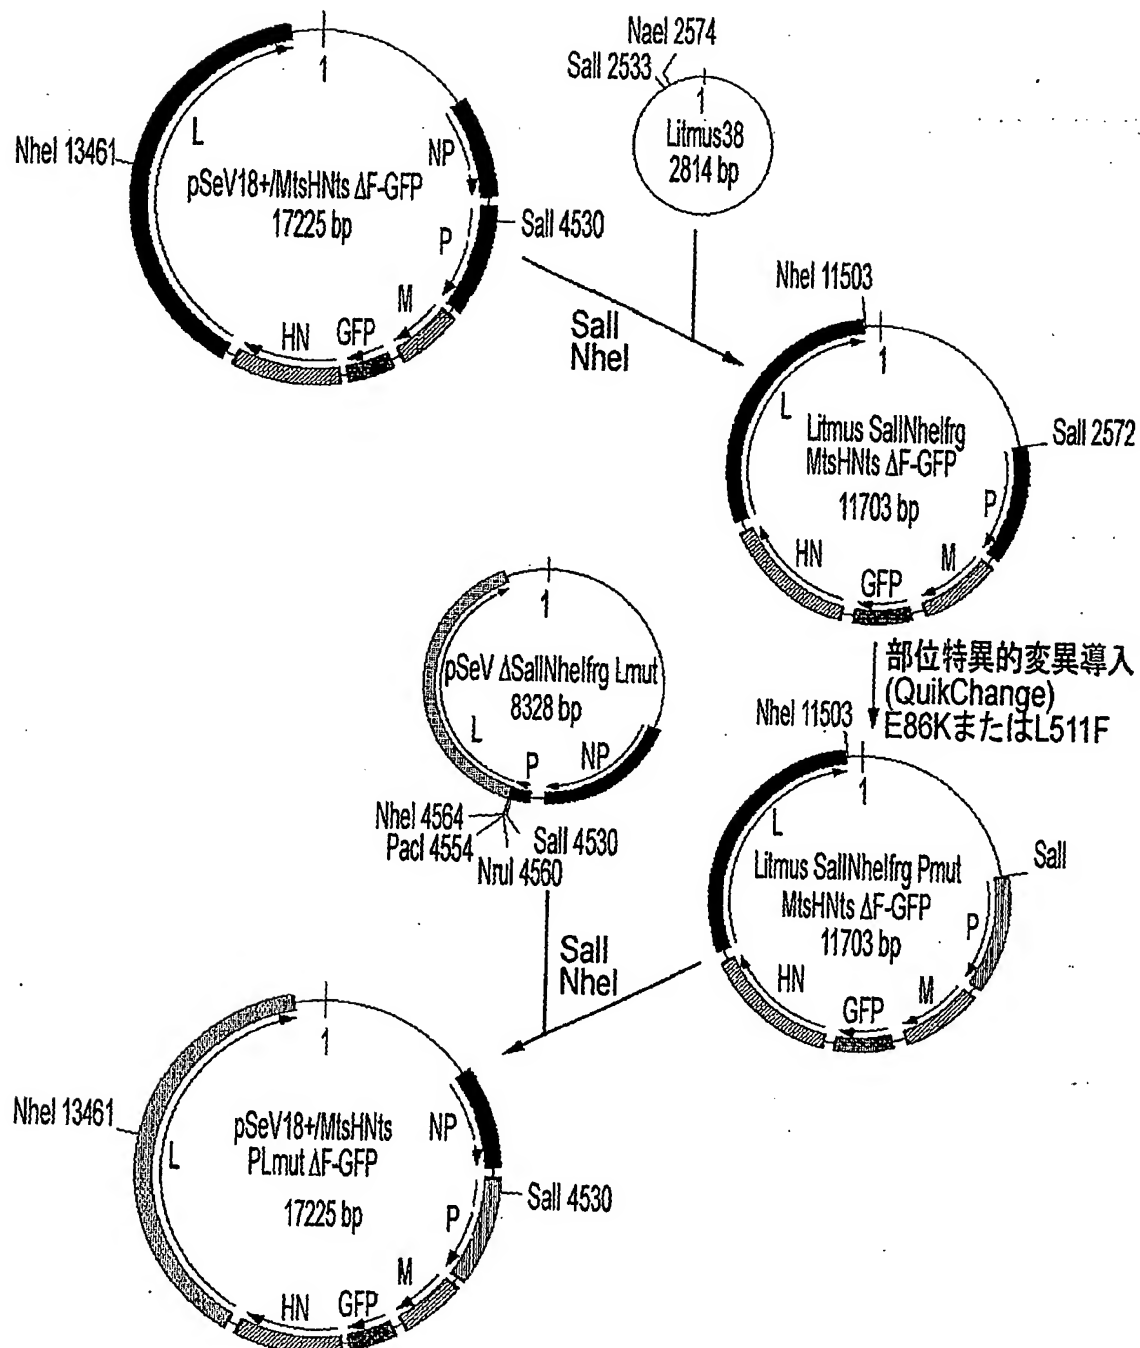 1
L
NheI 13461
NP
pSeV18+/MtsHNts ΔF-GFP
17225 bp
SalI 4530
P
M
GFP
HN
NaeI 2574
SalI 2533
1
Litmus38
2814 bp
SalI
NheI
NheI 11503
1
L
Litmus SalINheIfrg
MtsHNts ΔF-GFP
11703 bp
SalI 2572
P
M
GFP
HN
部位特異的変異導入
(QuikChange)
E86KまたはL511F
1
pSeV ΔSalINheIfrg Lmut
8328 bp
L
P
NP
NheI 4564
PacI 4554
NruI 4560
SalI 4530
NheI 11503
1
L
SalI
Litmus SalINheIfrg Pmut
MtsHNts ΔF-GFP
11703 bp
P
M
GFP
HN
SalI
NheI
1
NheI 13461
L
NP
pSeV18+/MtsHNts
PLmut ΔF-GFP
17225 bp
SalI 4530
P
M
GFP
HN